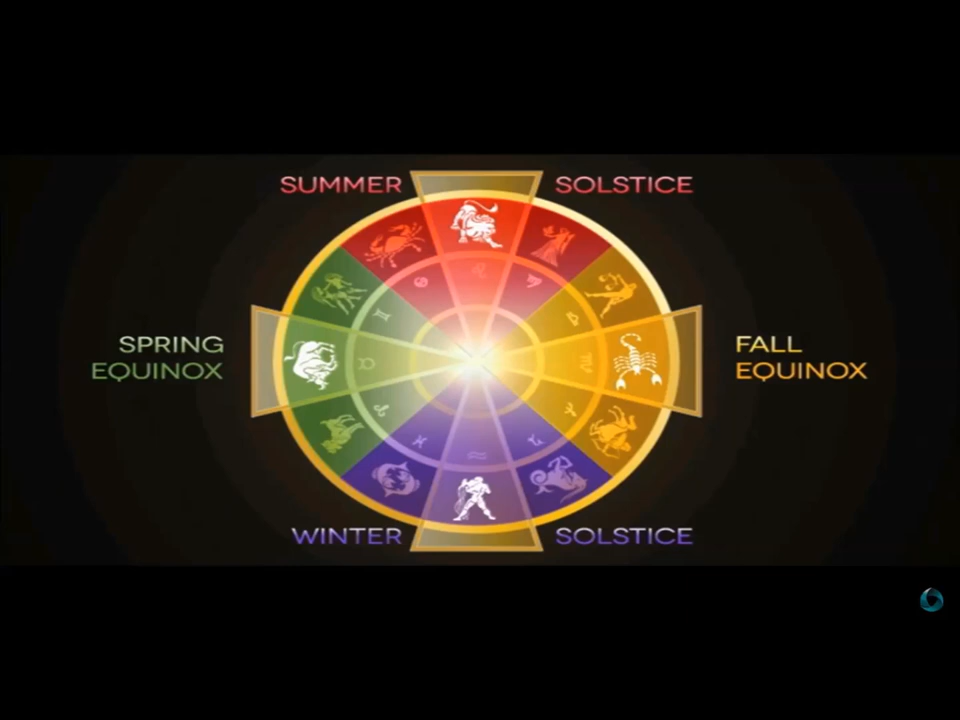 SUMMER SOLSTICE
SPRING
EQUINOX
FALL
EQUINOX
WINTER SOLSTICE